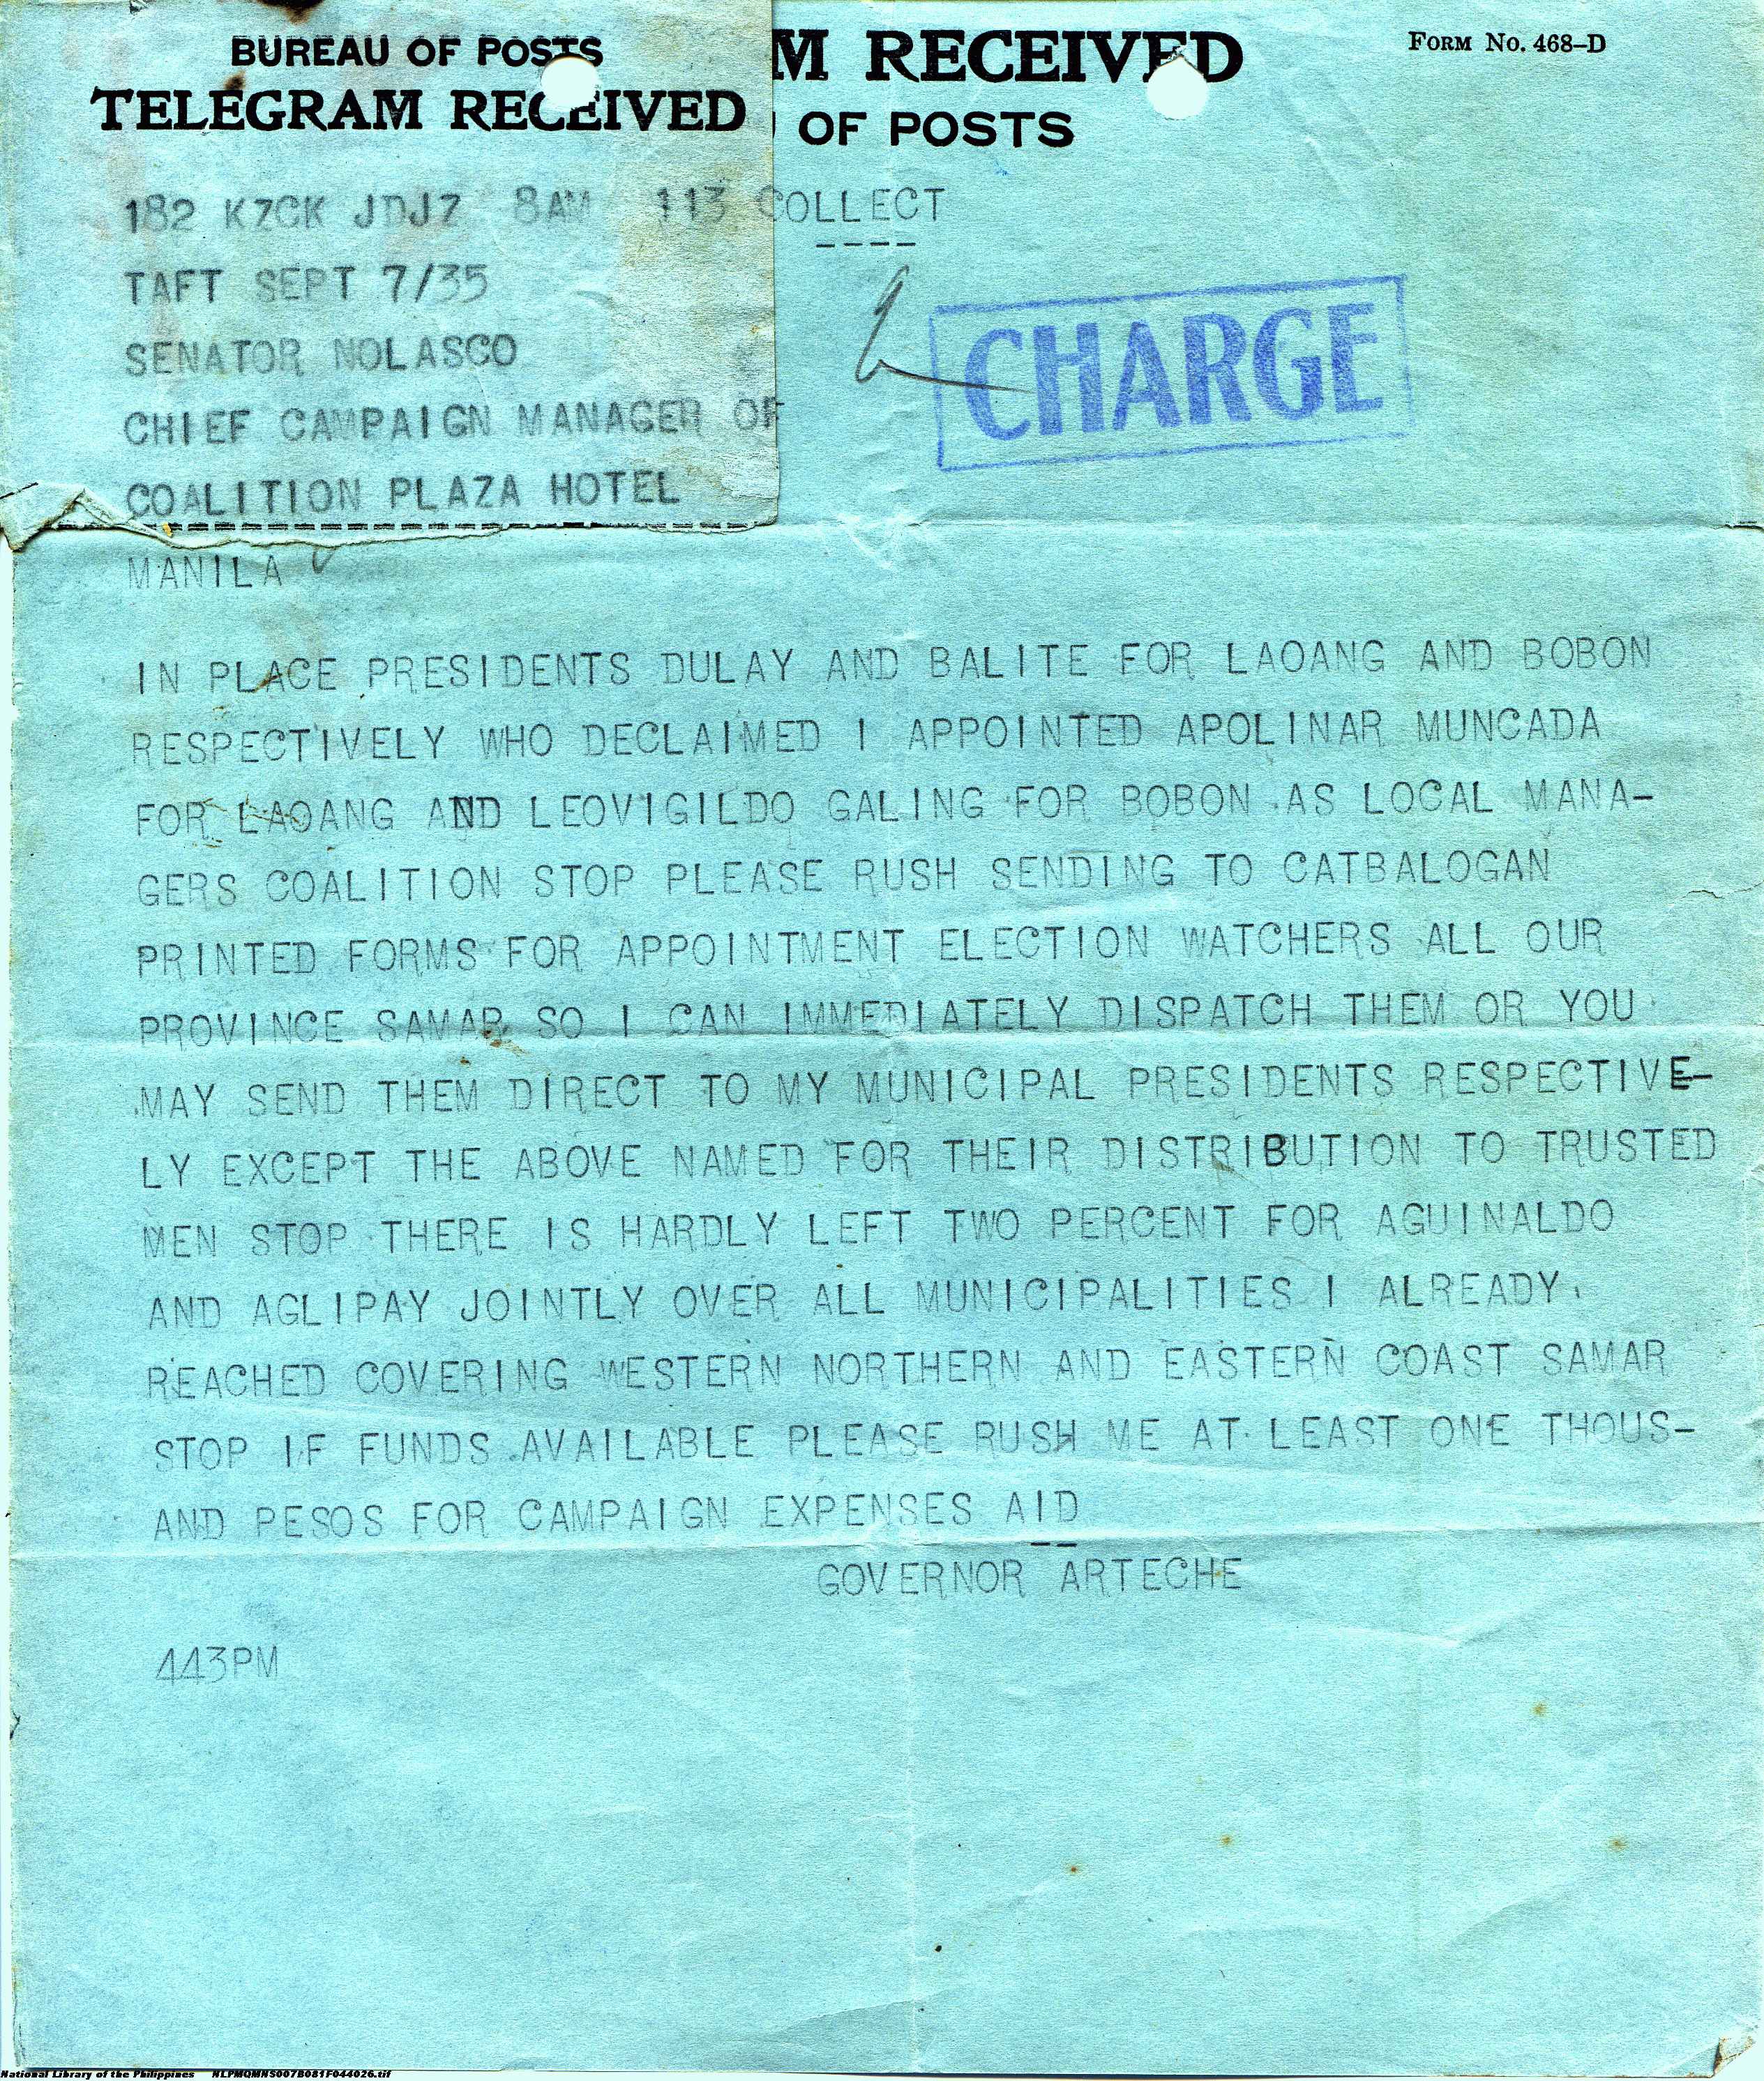 BUREAU OF POSTS
TELEGRAM RECEIVED
M RECEIVED
OF POSTS
FORM No. 468–D
182 KZCK JDJZ 8AM 113 COLLECT
TAFT SEPT 7/35
SENATOR NOLASCO
CHIEF CAMPAIGN MANAGER OF
COALITION PLAZA HOTEL
MANILA
CHARGE
IN PLACE PRESIDENTS DULAY AND BALITE FOR LAOANG AND BOBON
RESPECTIVELY WHO DECLAIMED I APPOINTED APOLINAR MUNCADA
FOR LAOANG AND LEOVIGILDO GALING FOR BOBON AS LOCAL MANA-
GERS COALITION STOP PLEASE RUSH SENDING TO CATBALOGAN
PRINTED FORMS FOR APPOINTMENT ELECTION WATCHERS ALL OUR
PROVINCE SAMAR SO I CAN IMMEDIATELY DISPATCH THEM OR YOU
MAY SEND THEM DIRECT TO MY MUNICIPAL PRESIDENTS RESPECTIVE-
LY EXCEPT THE ABOVE NAMED FOR THEIR DISTRIBUTION TO TRUSTED
MEN STOP THERE IS HARDLY LEFT TWO PERCENT FOR AGUINALDO
AND AGLIPAY JOINTLY OVER ALL MUNICIPALITIES I ALREADY
REACHED COVERING WESTERN NORTHERN AND EASTERN COAST SAMAR
STOP IF FUNDS AVAILABLE PLEASE RUSH ME AT LEAST ONE THOUS-
AND PESOS FOR CAMPAIGN EXPENSES AID
GOVERNOR ARTECHE
443PM
National Library of the Philippines NLPMQMNS007B081F044026.tif